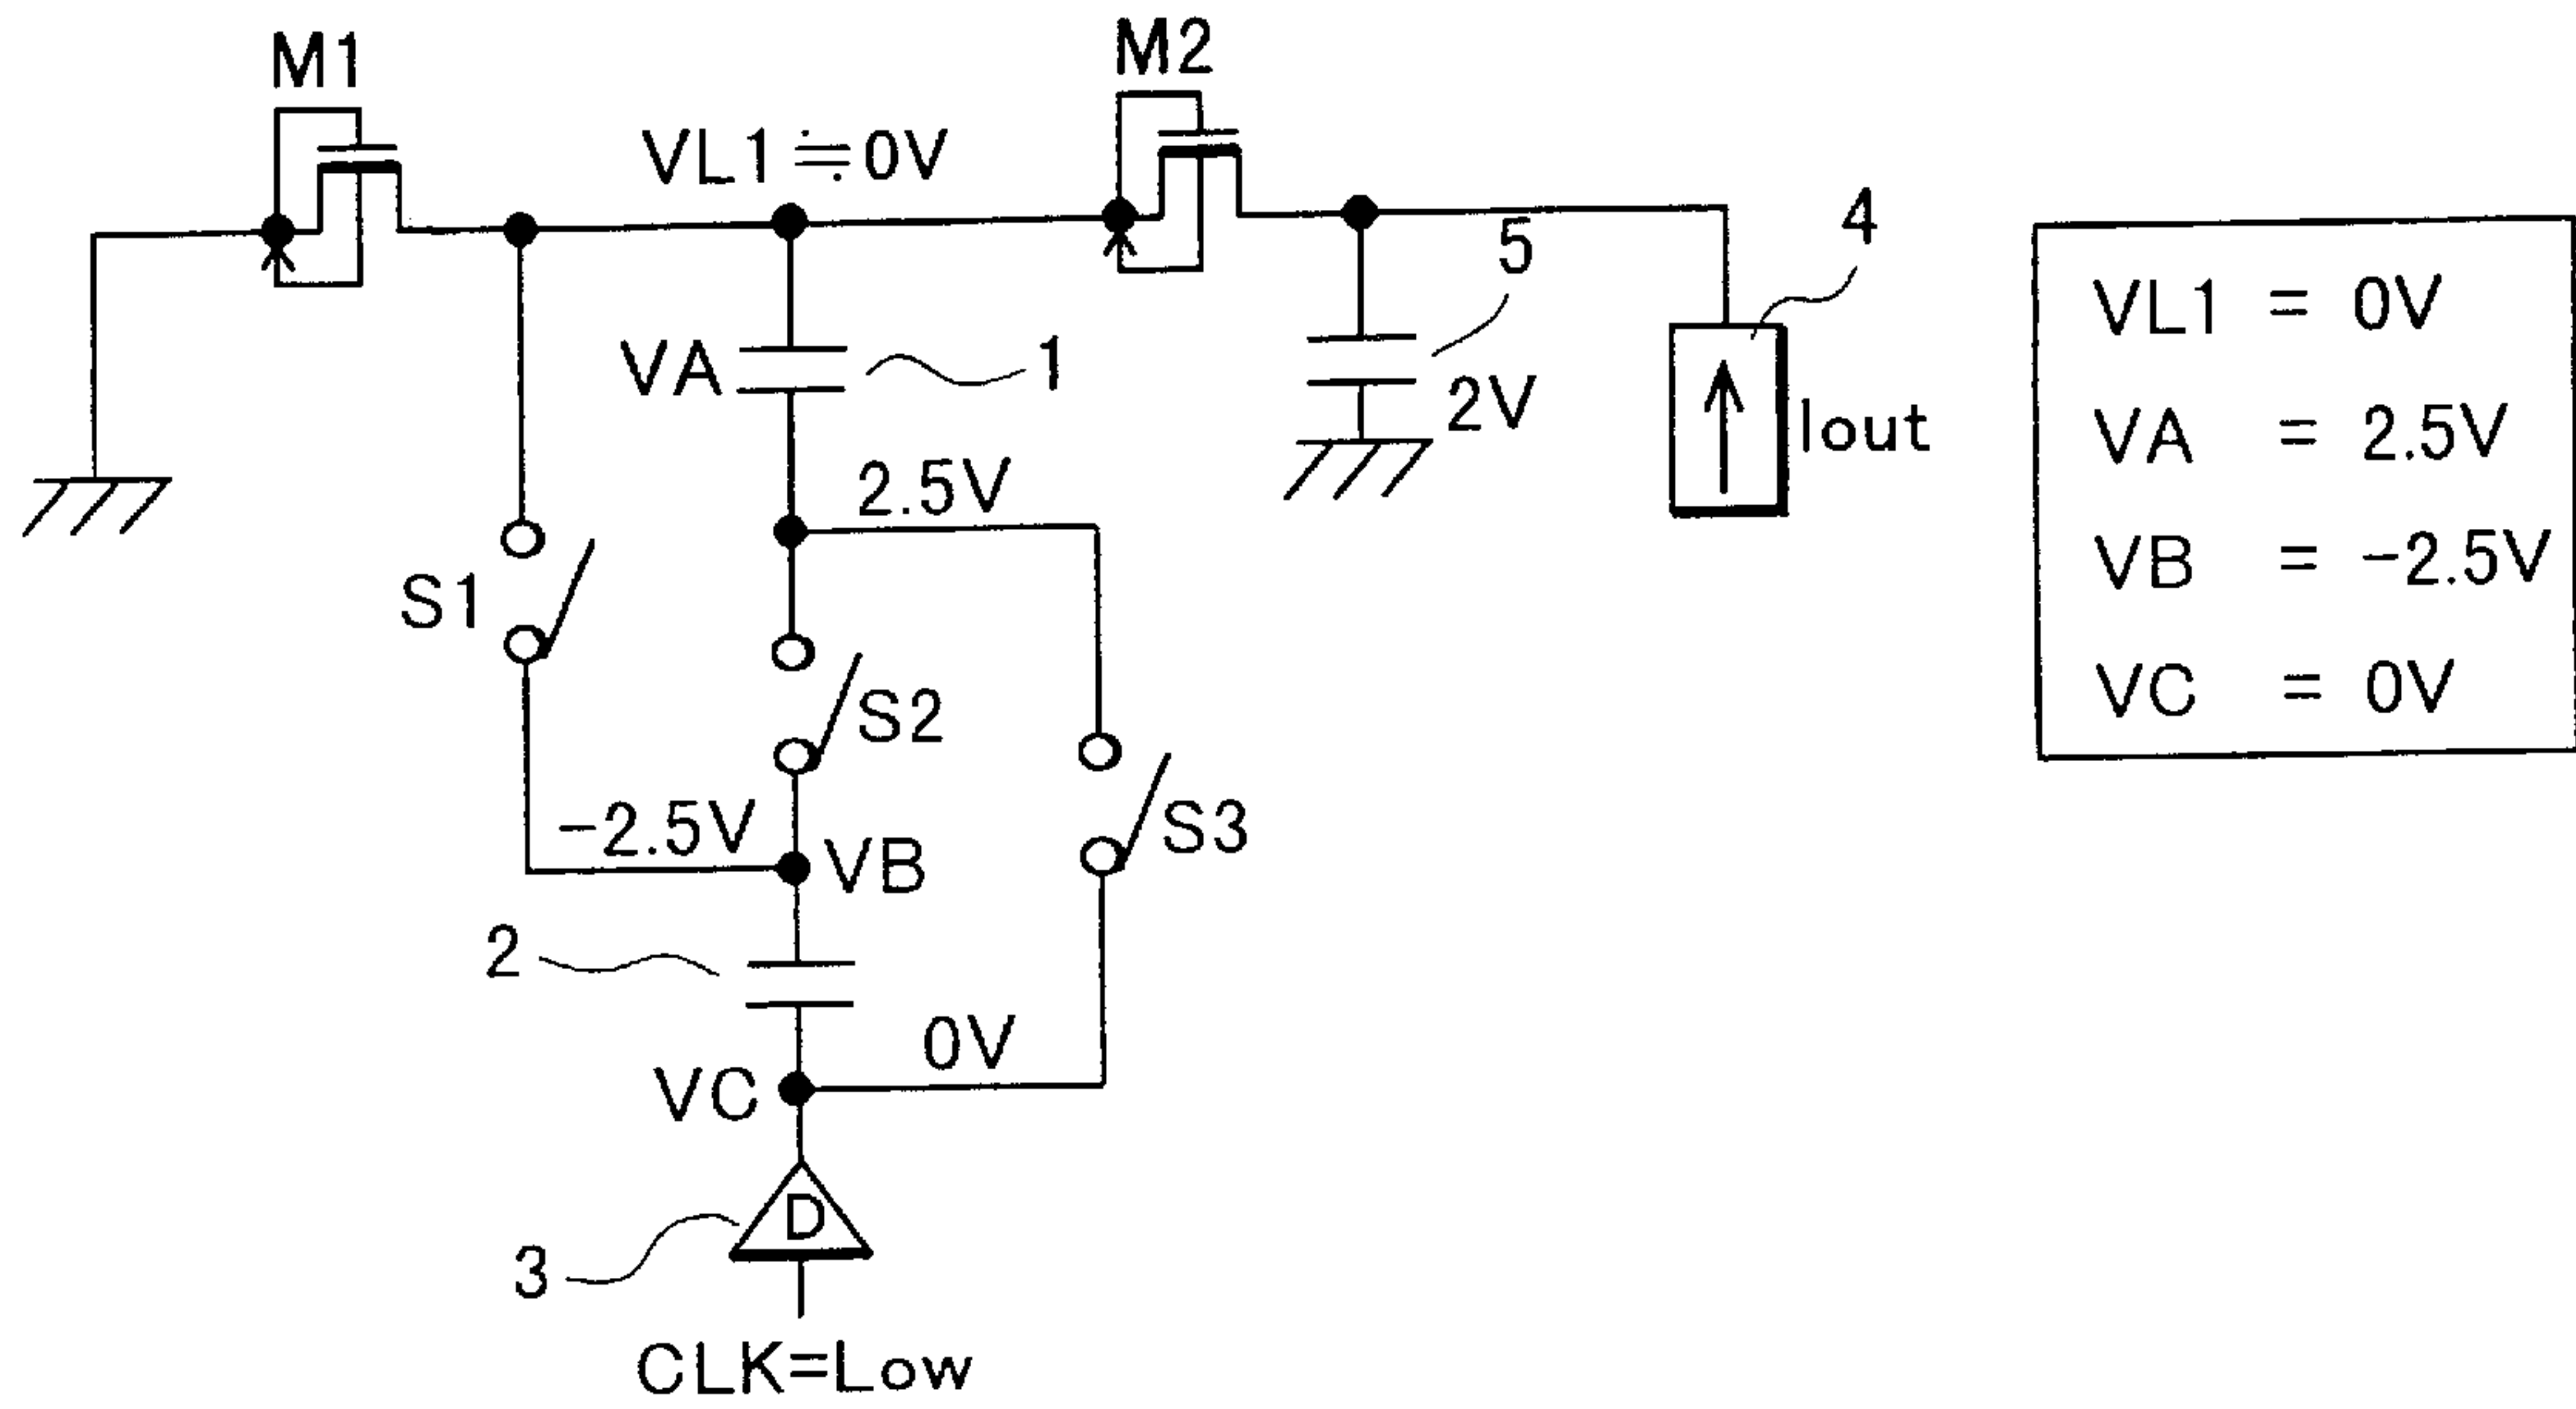 M1
M2
VL1≒0V
4
5
VA
1
2V
Iout
2.5V
S1
S2
S3
-2.5V
VB
2
0V
VC
D
3
CLK=Low
VL1 = 0V
VA = 2.5V
VB = -2.5V
VC = 0V